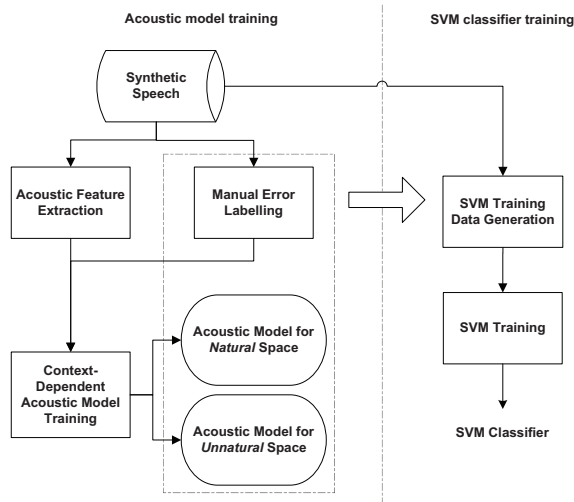 Acoustic model training
SVM classifier training
Synthetic
Speech
Acoustic Feature
Extraction
Manual Error
Labelling
SVM Training
Data Generation
Acoustic Model for
Natural Space
SVM Training
Context-
Dependent
Acoustic Model
Training
Acoustic Model for
Unnatural Space
SVM Classifier